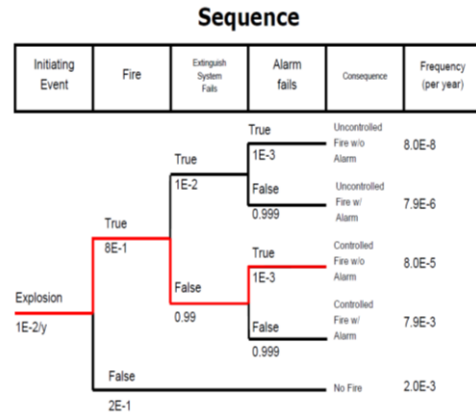 Sequence
Initiating
Event
Fire
Extinguish
System
Fails
Alarm
fails
Consequence
Frequency
(per year)
True
1E-3
Uncontrolled
Fire w/o
Alarm
8.0E-8
True
1E-2
False
0.999
Uncontrolled
Fire w/
Alarm
7.9E-6
True
8E-1
True
1E-3
Controlled
Fire w/o
Alarm
8.0E-5
False
0.99
Explosion
1E-2/y
False
0.999
Controlled
Fire w/
Alarm
7.9E-3
False
2E-1
No Fire
2.0E-3